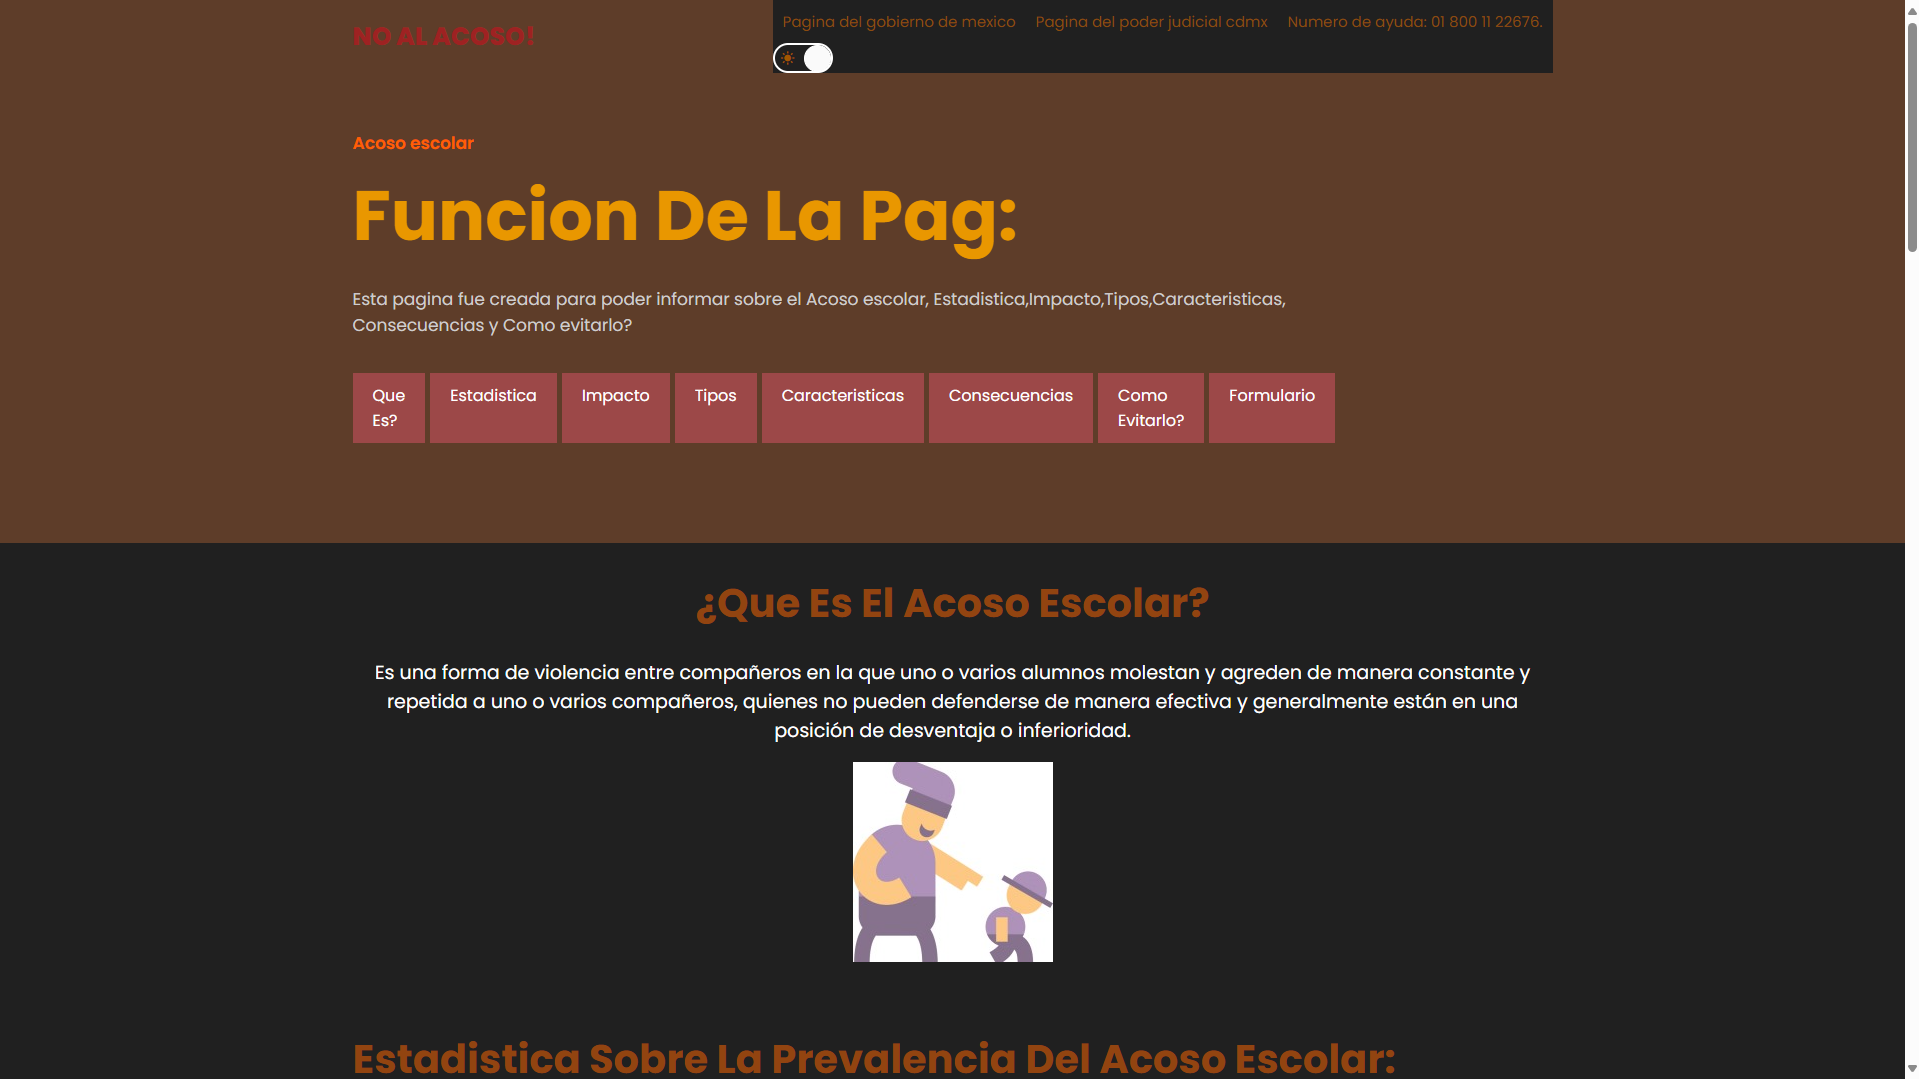 NO AL ACOSO!
Pagina del gobierno de mexico
Pagina del poder judicial cdmx
Numero de ayuda: 01 800 11 22676.
Acoso escolar
Funcion De La Pag:
Esta pagina fue creada para poder informar sobre el Acoso escolar, Estadistica,Impacto,Tipos,Caracteristicas,
Consecuencias y Como evitarlo?
Que
Es?
Estadistica
Impacto
Tipos
Caracteristicas
Consecuencias
Como
Evitarlo?
Formulario
¿Que Es El Acoso Escolar?
Es una forma de violencia entre compañeros en la que uno o varios alumnos molestan y agreden de manera constante y
repetida a uno o varios compañeros, quienes no pueden defenderse de manera efectiva y generalmente están en una
posición de desventaja o inferioridad.
Estadistica Sobre La Prevalencia Del Acoso Escolar: